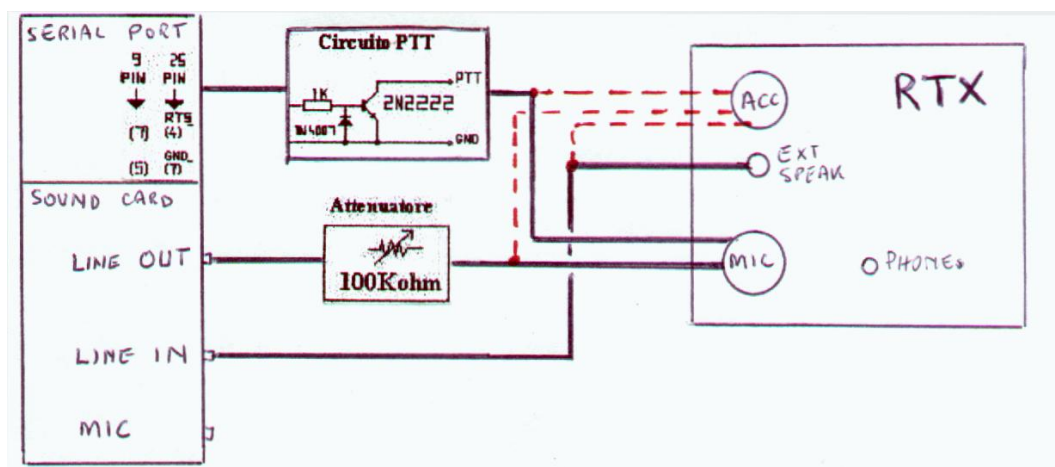 SERIAL PORT
9 25
PIN PIN
RTS
(7) (4)
GND
(5) (7)
SOUND CARD
LINE OUT
LINE IN
MIC
Circuito PTT
1K
PTT
2N2222
1N4007
GND
Attenuatore
100Kohm
RTX
ACC
EXT
SPEAK
MIC
PHONES